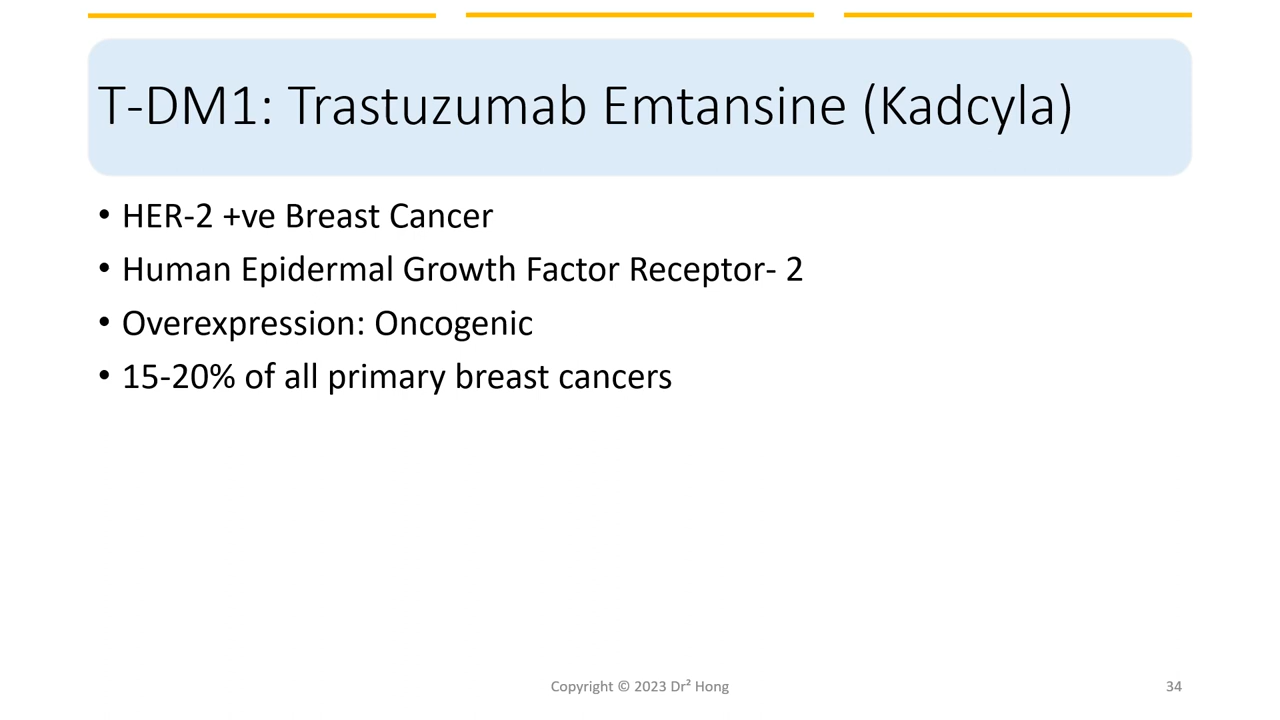 T-DM1: Trastuzumab Emtansine (Kadcyla)
• HER-2 +ve Breast Cancer
• Human Epidermal Growth Factor Receptor- 2
• Overexpression: Oncogenic
• 15-20% of all primary breast cancers
Copyright © 2023 Dr² Hong
34